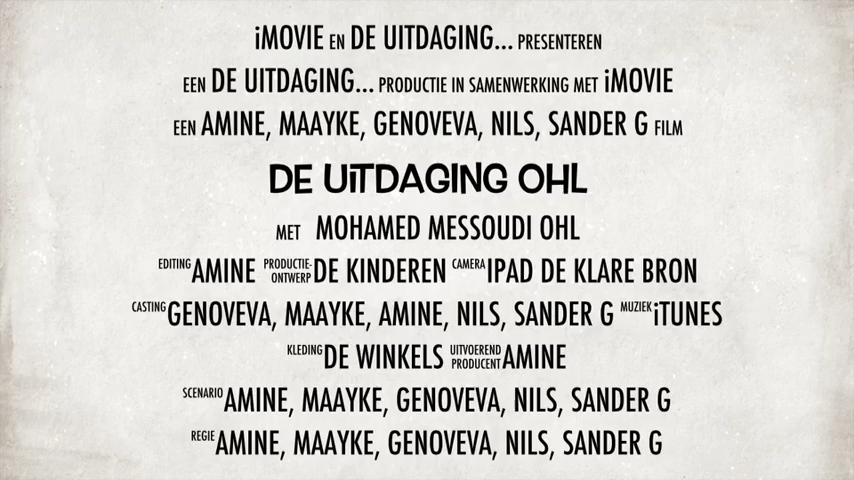 iMOVIE EN DE UITDAGING... PRESENTEREN
EEN DE UITDAGING... PRODUCTIE IN SAMENWERKING MET iMOVIE
EEN AMINE, MAAYKE, GENOVEVA, NILS, SANDER G FILM
DE UiTDAGING OHL
MET MOHAMED MESSOUDI OHL
EDITING AMINE PRODUCTIE-ONTWERP DE KINDEREN CAMERA IPAD DE KLARE BRON
CASTING GENOVEVA, MAAYKE, AMINE, NILS, SANDER G MUZIEK iTUNES
KLEDING DE WINKELS UITVOEREND PRODUCENT AMINE
SCENARIO AMINE, MAAYKE, GENOVEVA, NILS, SANDER G
REGIE AMINE, MAAYKE, GENOVEVA, NILS, SANDER G